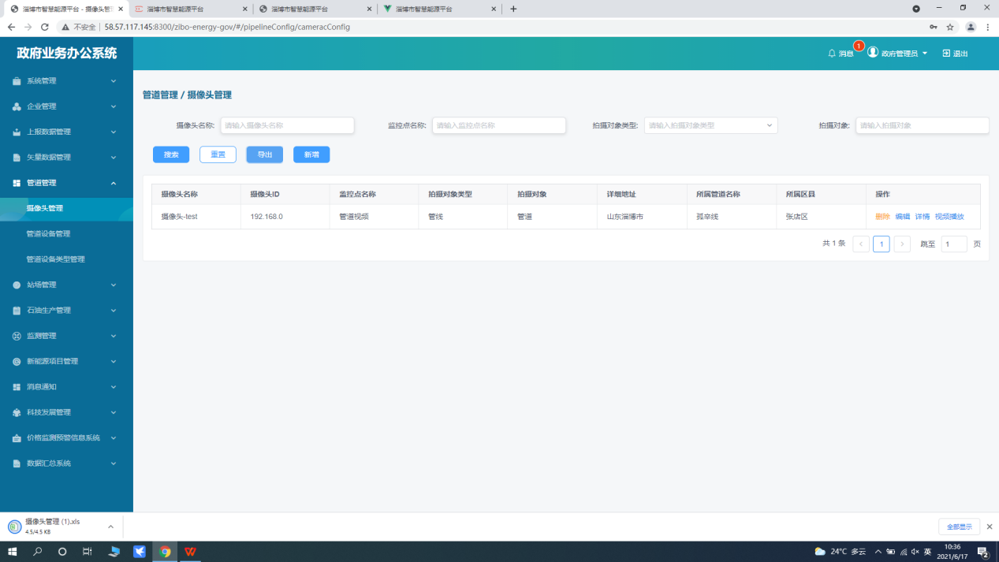 淄博市智慧能源平台 - 摄像头管
淄博市智慧能源平台
淄博市智慧能源平台
淄博市智慧能源平台
不安全
58.57.117.145:8300/zibo-energy-gov/#/pipelineConfig/cameracConfig
政府业务办公系统
消息
1
政府管理员
退出
系统管理
企业管理
上报数据管理
矢量数据管理
管道管理
摄像头管理
管道设备管理
管道设备类型管理
站场管理
石油生产管理
监测管理
新能源项目管理
消息通知
科技发展管理
价格监测预警信息系统
数据汇总系统
管道管理 / 摄像头管理
摄像头名称: 请输入摄像头名称
监控点名称: 请输入监控点名称
拍摄对象类型: 请输入拍摄对象类型
拍摄对象: 请输入拍摄对象
搜索 重置 导出 新增
摄像头名称 摄像头ID 监控点名称 拍摄对象类型 拍摄对象 详细地址 所属管道名称 所属区县 操作
摄像头-test 192.168.0 管道视频 管线 管道 山东淄博市 孤辛线 张店区 删除 编辑 详情 视频播放
共 1 条 1 跳至 1 页
摄像头管理 (1).xls
4.5/4.5 KB
全部显示
24°C 多云
英
10:36
2021/6/17
2